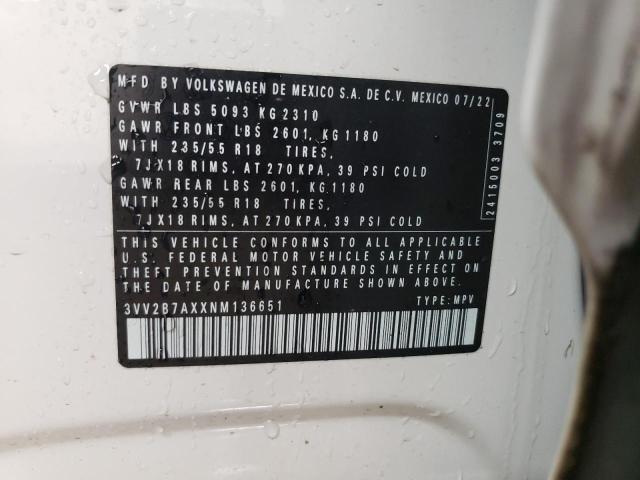 MFD BY VOLKSWAGEN DE MEXICO S.A. DE C.V. MEXICO 07/22
GVWR LBS 5093 KG 2310
GAWR FRONT LBS 2601, KG 1180
WITH 235/55 R18 TIRES,
7JX18 RIMS, AT 270 KPA, 39 PSI COLD
GAWR REAR LBS 2601, KG 1180
WITH 235/55 R18 TIRES,
7JX18 RIMS, AT 270 KPA, 39 PSI COLD
2415003 3709
THIS VEHICLE CONFORMS TO ALL APPLICABLE
U.S. FEDERAL MOTOR VEHICLE SAFETY AND
THEFT PREVENTION STANDARDS IN EFFECT ON
THE DATE OF MANUFACTURE SHOWN ABOVE.
3VV2B7AXXNM136651 TYPE: MPV